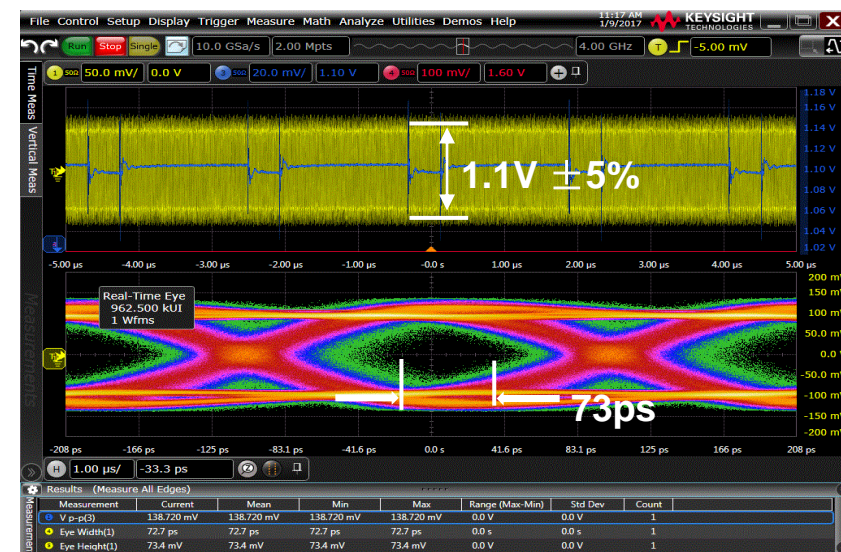 File Control Setup Display Trigger Measure Math Analyze Utilities Demos Help
11:17 AM
1/9/2017
KEYSIGHT
TECHNOLOGIES
Run Stop Single 10.0 GSa/s 2.00 Mpts 4.00 GHz T -5.00 mV
1 50Ω 50.0 mV/ 0.0 V 3 50Ω 20.0 mV/ 1.10 V 4 50Ω 100 mV/ 1.60 V
Time Meas
Vertical Meas
Measurements
1.18 V
1.16 V
1.14 V
1.12 V
1.10 V
1.08 V
1.06 V
1.04 V
1.02 V
1.1V ±5%
-5.00 µs -4.00 µs -3.00 µs -2.00 µs -1.00 µs -0.0 s 1.00 µs 2.00 µs 3.00 µs 4.00 µs 5.00 µs
Real-Time Eye
962.500 kUI
1 Wfms
200 m
150 m
100 m
50.0 m
0.0
-50.0 m
-100 m
-150 m
-200 m
73ps
-208 ps -166 ps -125 ps -83.1 ps -41.6 ps 0.0 s 41.6 ps 83.1 ps 125 ps 166 ps 208 ps
H 1.00 µs/ -33.3 ps
Results (Measure All Edges)
Measurement Current Mean Min Max Range (Max-Min) Std Dev Count
V p-p(3) 138.720 mV 138.720 mV 138.720 mV 138.720 mV 0.0 V 0.0 V 1
Eye Width(1) 72.7 ps 72.7 ps 72.7 ps 72.7 ps 0.0 s 0.0 s 1
Eye Height(1) 73.4 mV 73.4 mV 73.4 mV 73.4 mV 0.0 V 0.0 V 1